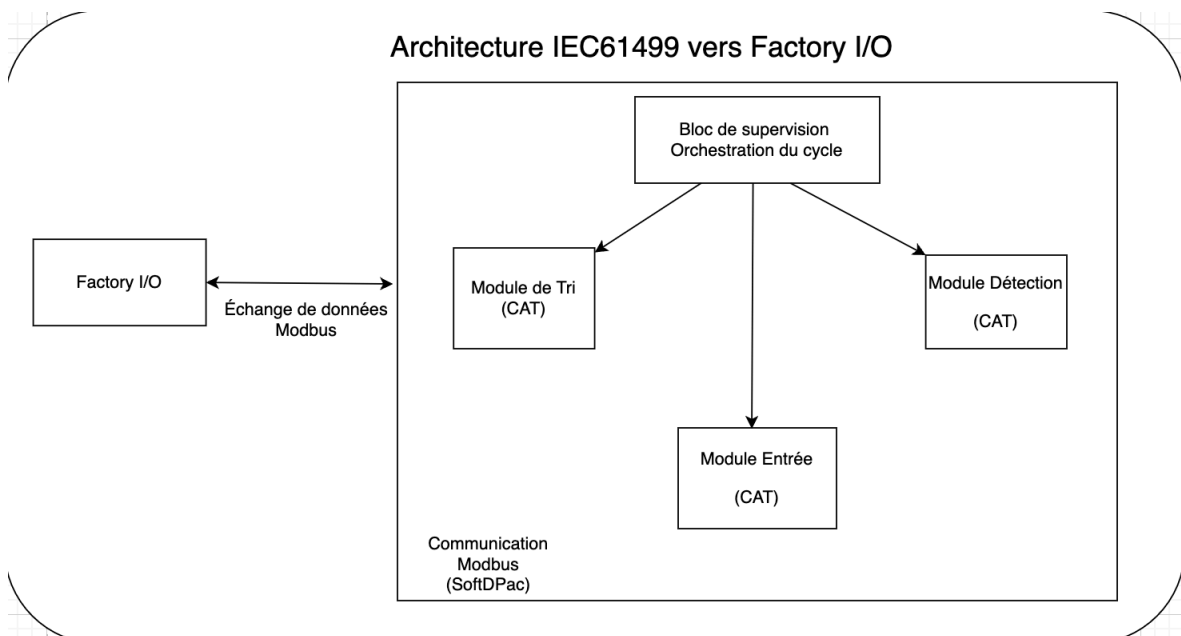 Architecture IEC61499 vers Factory I/O
Bloc de supervision
Orchestration du cycle
Factory I/O
Échange de données
Modbus
Module de Tri
(CAT)
Module Détection
(CAT)
Module Entrée
(CAT)
Communication
Modbus
(SoftDPac)